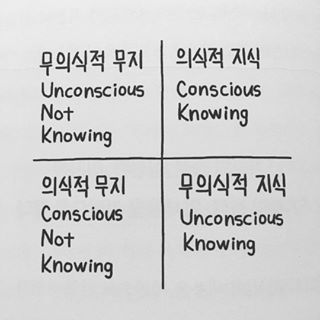 무의식적 무지
Unconscious
Not
Knowing
의식적 지식
Conscious
Knowing
의식적 무지
Conscious
Not
Knowing
무의식적 지식
Unconscious
Knowing